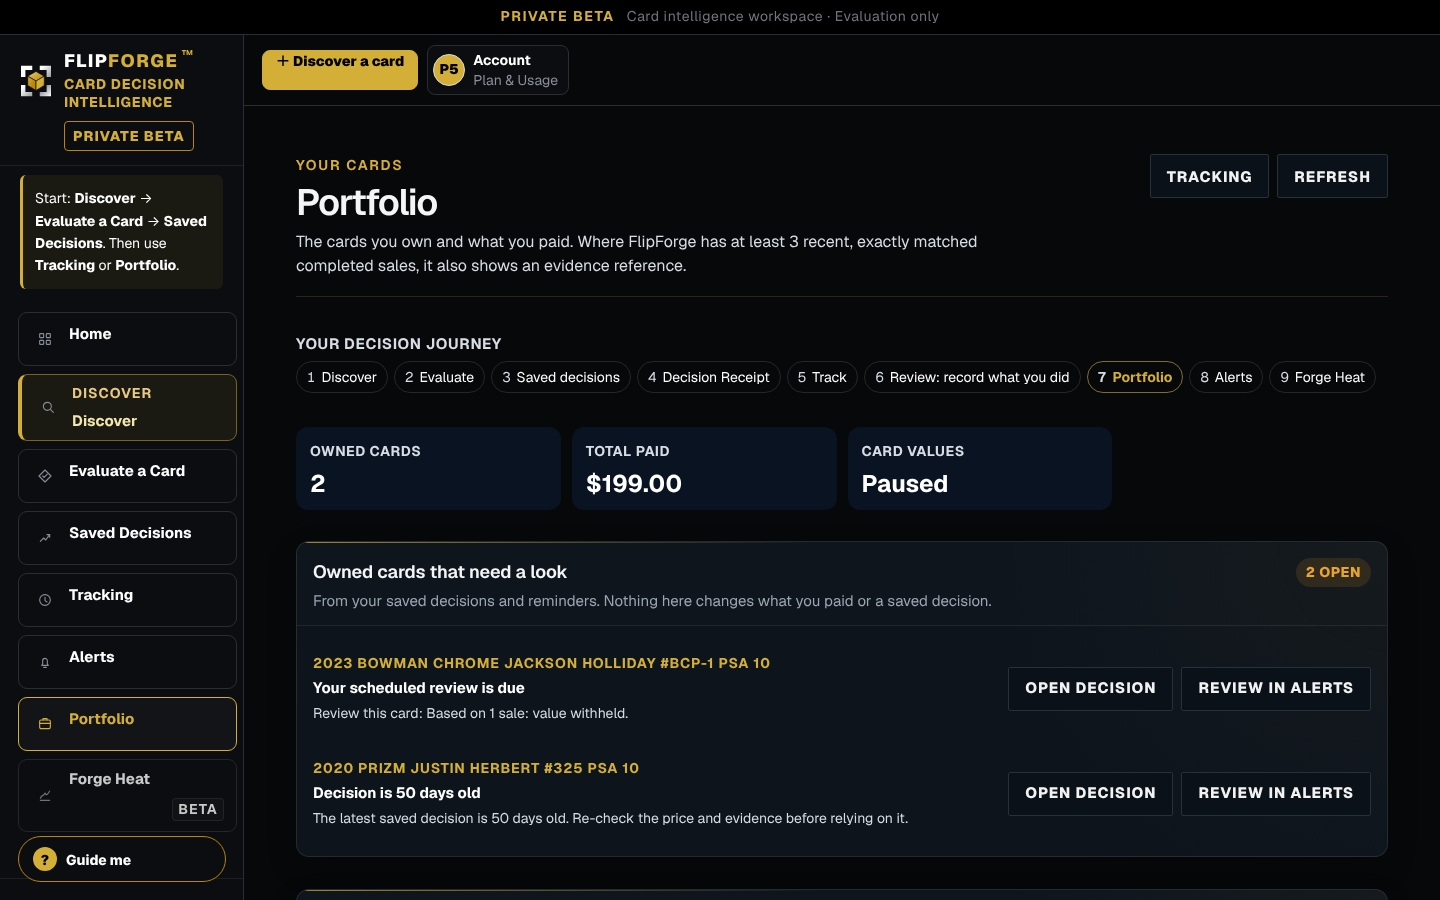 PRIVATE BETA Card intelligence workspace · Evaluation only
FLIPFORGE™
CARD DECISION
INTELLIGENCE
PRIVATE BETA
Start: Discover →
Evaluate a Card → Saved
Decisions. Then use
Tracking or Portfolio.
Home
DISCOVER
Discover
Evaluate a Card
Saved Decisions
Tracking
Alerts
Portfolio
Forge Heat
BETA
? Guide me
+ Discover a card
P5
Account
Plan & Usage
YOUR CARDS
Portfolio
The cards you own and what you paid. Where FlipForge has at least 3 recent, exactly matched
completed sales, it also shows an evidence reference.
TRACKING
REFRESH
YOUR DECISION JOURNEY
1 Discover
2 Evaluate
3 Saved decisions
4 Decision Receipt
5 Track
6 Review: record what you did
7 Portfolio
8 Alerts
9 Forge Heat
OWNED CARDS
2
TOTAL PAID
$199.00
CARD VALUES
Paused
Owned cards that need a look
From your saved decisions and reminders. Nothing here changes what you paid or a saved decision.
2 OPEN
2023 BOWMAN CHROME JACKSON HOLLIDAY #BCP-1 PSA 10
Your scheduled review is due
Review this card: Based on 1 sale: value withheld.
OPEN DECISION
REVIEW IN ALERTS
2020 PRIZM JUSTIN HERBERT #325 PSA 10
Decision is 50 days old
The latest saved decision is 50 days old. Re-check the price and evidence before relying on it.
OPEN DECISION
REVIEW IN ALERTS